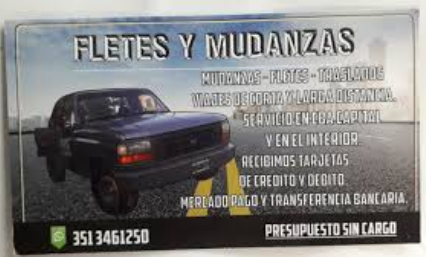 FLETES Y MUDANZAS
MUDANZAS - FLETES - TRASLADOS
VIAJES DE CORTA Y LARGA DISTANCIA.
SERVICIO EN CBA.CAPITAL
Y EN EL INTERIOR.
RECIBIMOS TARJETAS
DE CREDITO Y DEBITO.
MERCADO PAGO Y TRANSFERENCIA BANCARIA.
351 3461250
PRESUPUESTO SIN CARGO